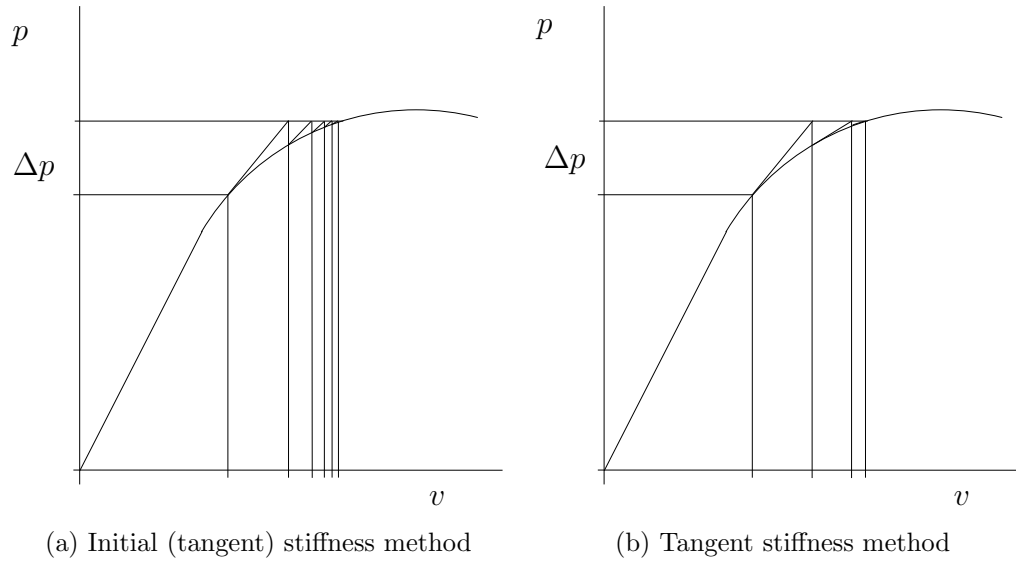 p
p
Δp
Δp
v
v
(a) Initial (tangent) stiffness method
(b) Tangent stiffness method